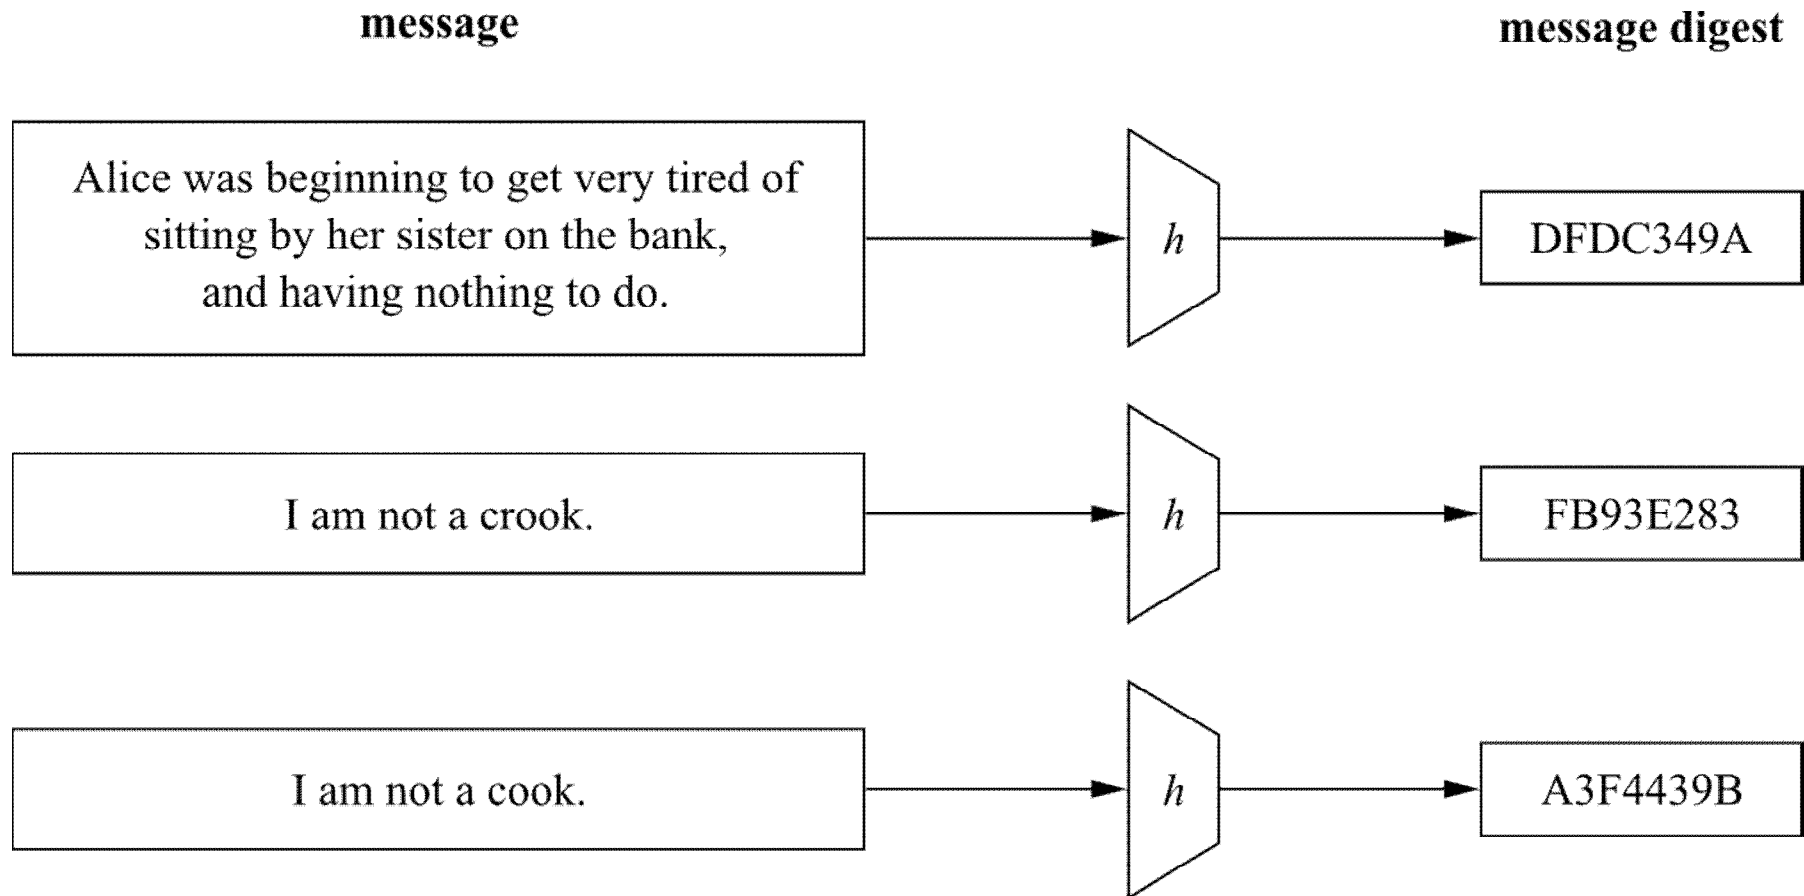 message
message digest
Alice was beginning to get very tired of
sitting by her sister on the bank,
and having nothing to do.
h
DFDC349A
I am not a crook.
h
FB93E283
I am not a cook.
h
A3F4439B